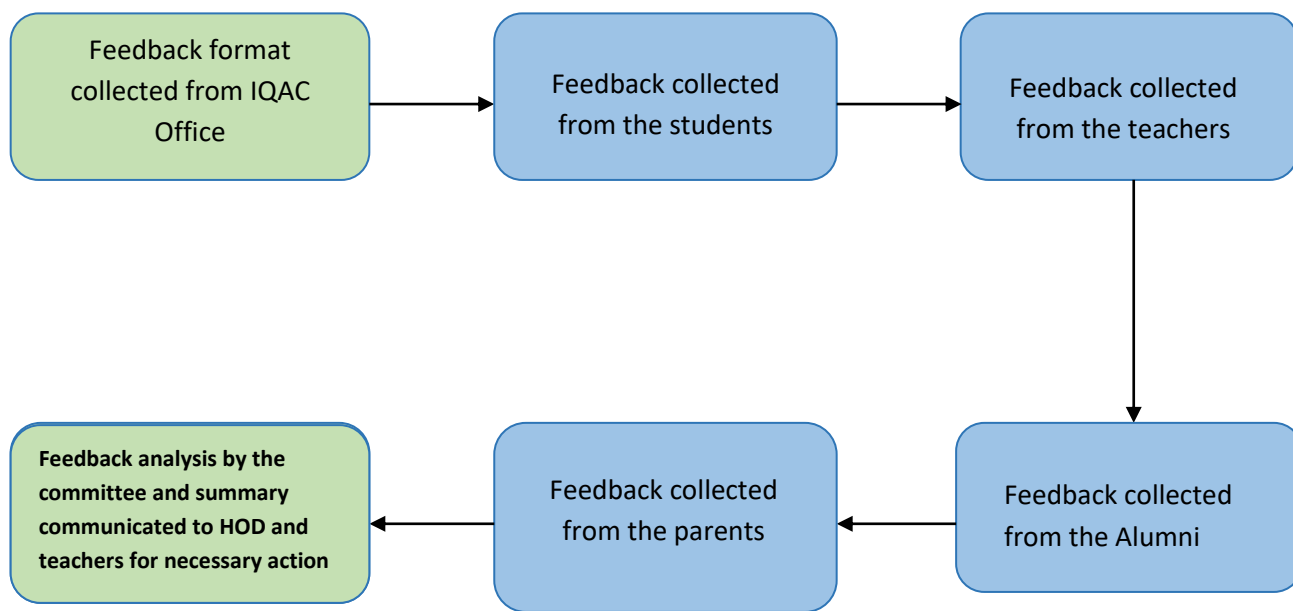 Feedback format
collected from IQAC
Office
Feedback collected
from the students
Feedback collected
from the teachers
Feedback collected
from the Alumni
Feedback collected
from the parents
Feedback analysis by the
committee and summary
communicated to HOD and
teachers for necessary action